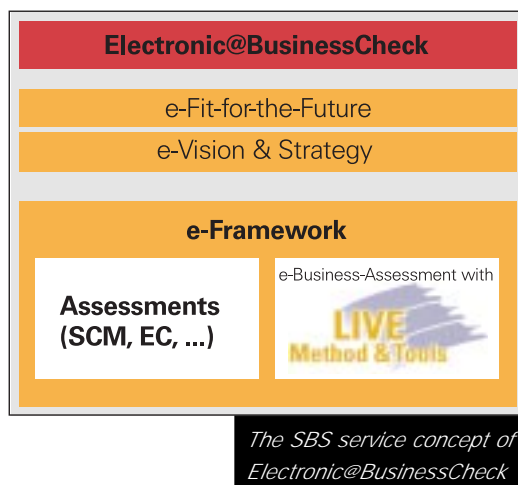 Electronic@BusinessCheck
e-Fit-for-the-Future
e-Vision & Strategy
e-Framework
Assessments
(SCM, EC, ...)
e-Business-Assessment with
LIVE
Method & Tools
The SBS service concept of
Electronic@BusinessCheck